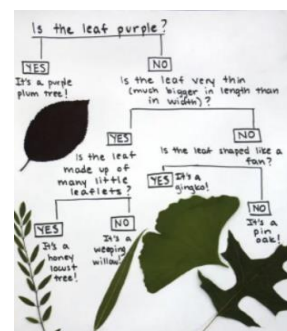 Is the leaf purple?
YES
NO
It's a purple
plum tree!
Is the leaf very thin
(much bigger in length than
in width)?
YES
NO
Is the leaf
made up of
many little
leaflets?
Is the leaf shaped like a
fan?
YES
It's a
gingko!
NO
It's a
pin
oak!
YES
NO
It's a
honey
locust
tree!
It's a
weeping
willow!